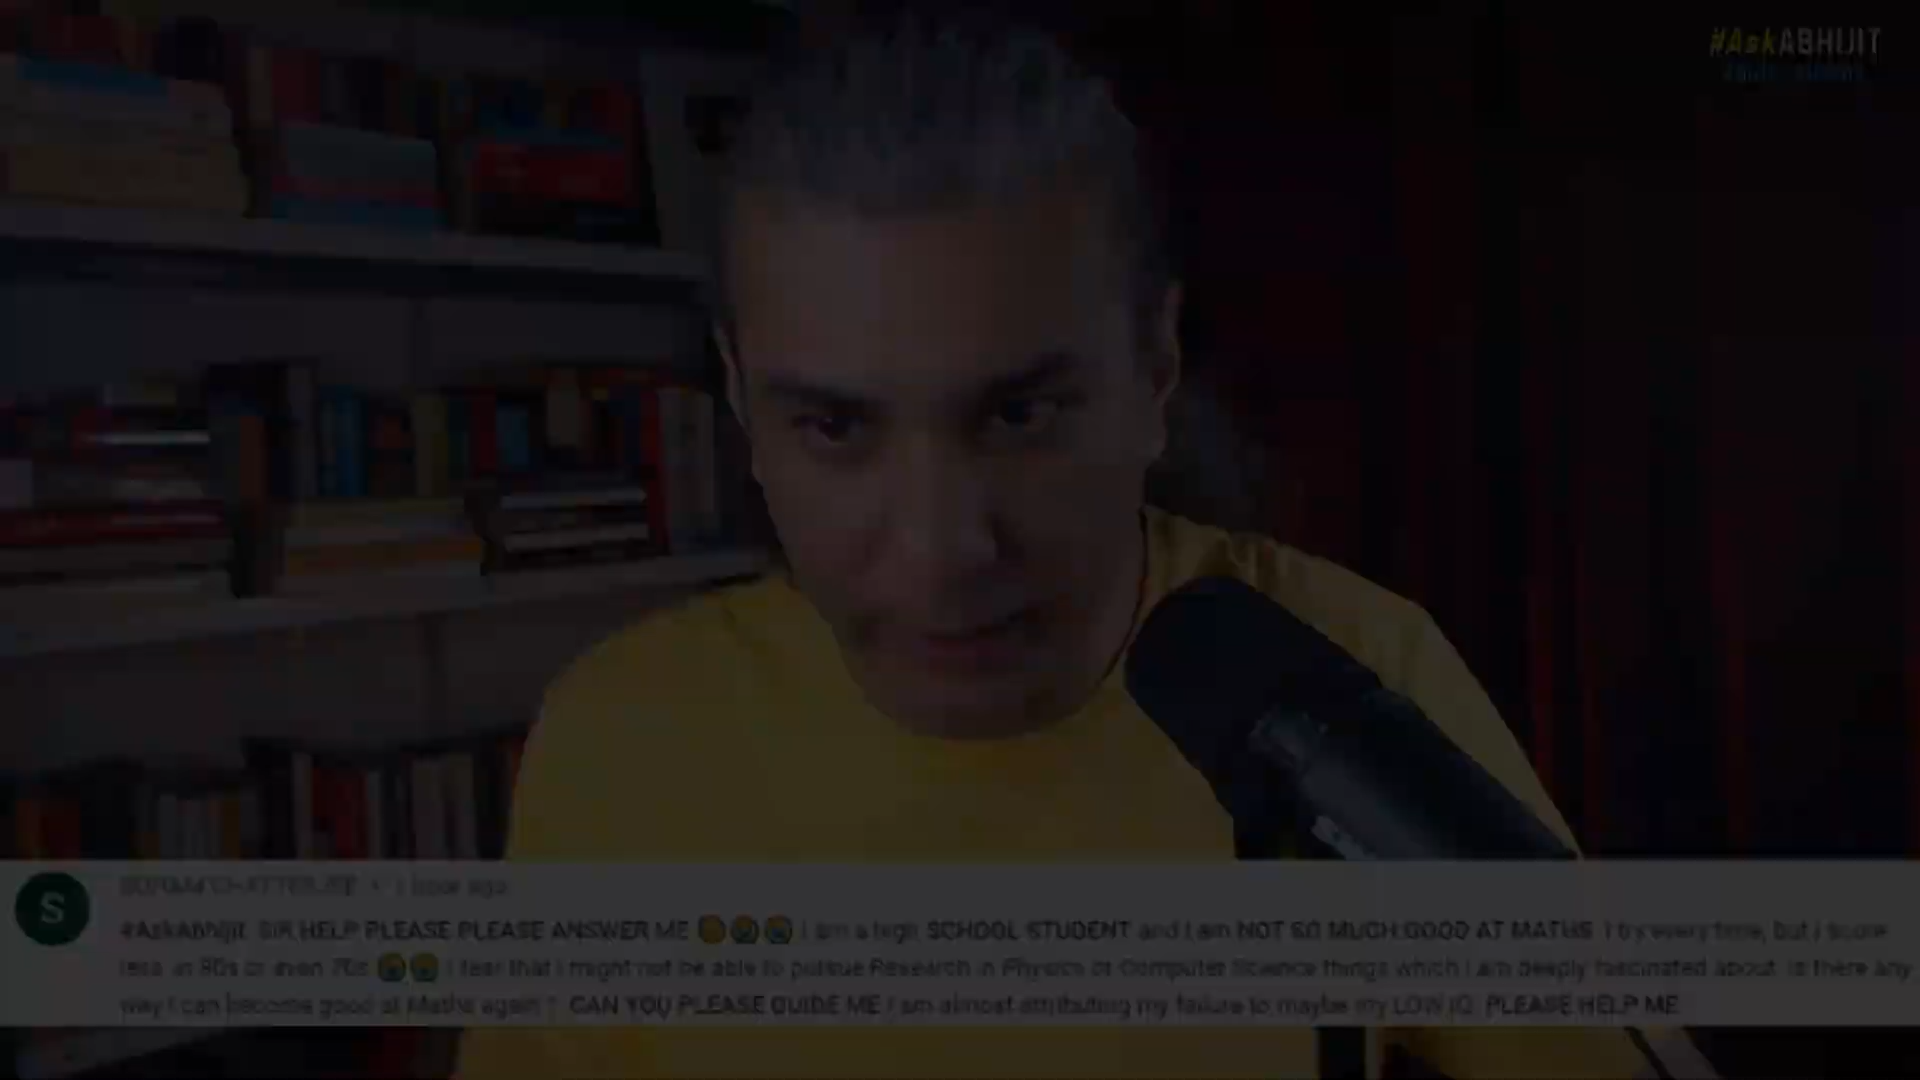 #AskABHIJIT
S
1 hour ago
#AskAbhijit SIR HELP PLEASE PLEASE ANSWER ME 😭😭😭 I am a high SCHOOL STUDENT and I am NOT SO MUCH GOOD AT MATHS. I try every time, but I score
less in 80s or even 70s 😭😭 I fear that I might not be able to pursue Research in Physics or Computer Science things which I am deeply fascinated about. Is there any
way I can become good at Maths again ? CAN YOU PLEASE GUIDE ME I am almost attributing my failure to maybe my LOW IQ. PLEASE HELP ME